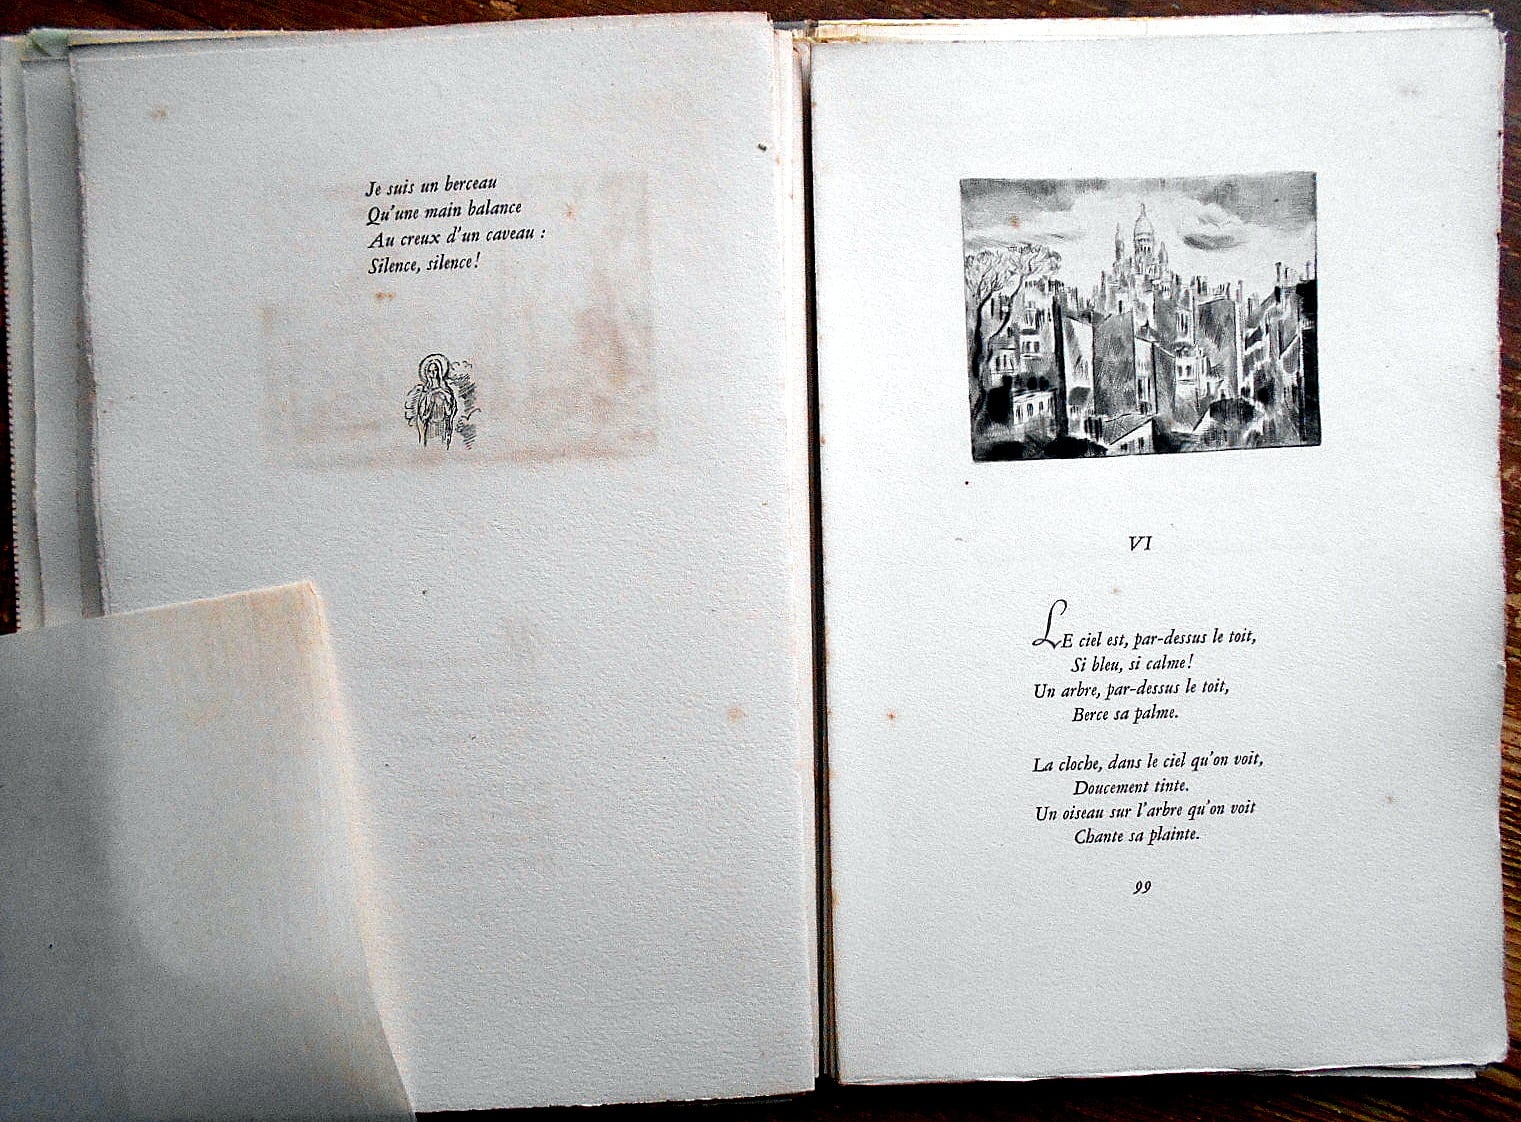 Je suis un berceau
Qu'une main balance
Au creux d'un caveau :
Silence, silence !
VI
LE ciel est, par-dessus le toit,
Si bleu, si calme !
Un arbre, par-dessus le toit,
Berce sa palme.
La cloche, dans le ciel qu'on voit,
Doucement tinte.
Un oiseau sur l'arbre qu'on voit
Chante sa plainte.
99